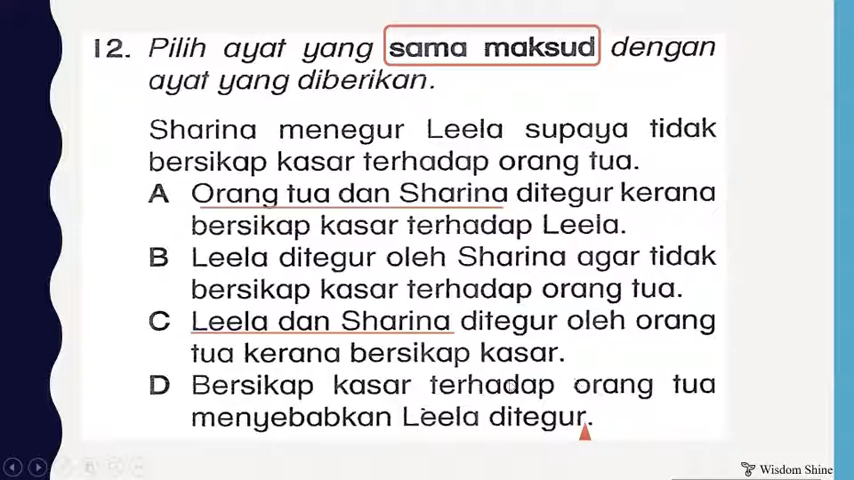 12. Pilih ayat yang sama maksud dengan
ayat yang diberikan.
Sharina menegur Leela supaya tidak
bersikap kasar terhadap orang tua.
A Orang tua dan Sharina ditegur kerana
bersikap kasar terhadap Leela.
B Leela ditegur oleh Sharina agar tidak
bersikap kasar terhadap orang tua.
C Leela dan Sharina ditegur oleh orang
tua kerana bersikap kasar.
D Bersikap kasar terhadap orang tua
menyebabkan Leela ditegur.
Wisdom Shine